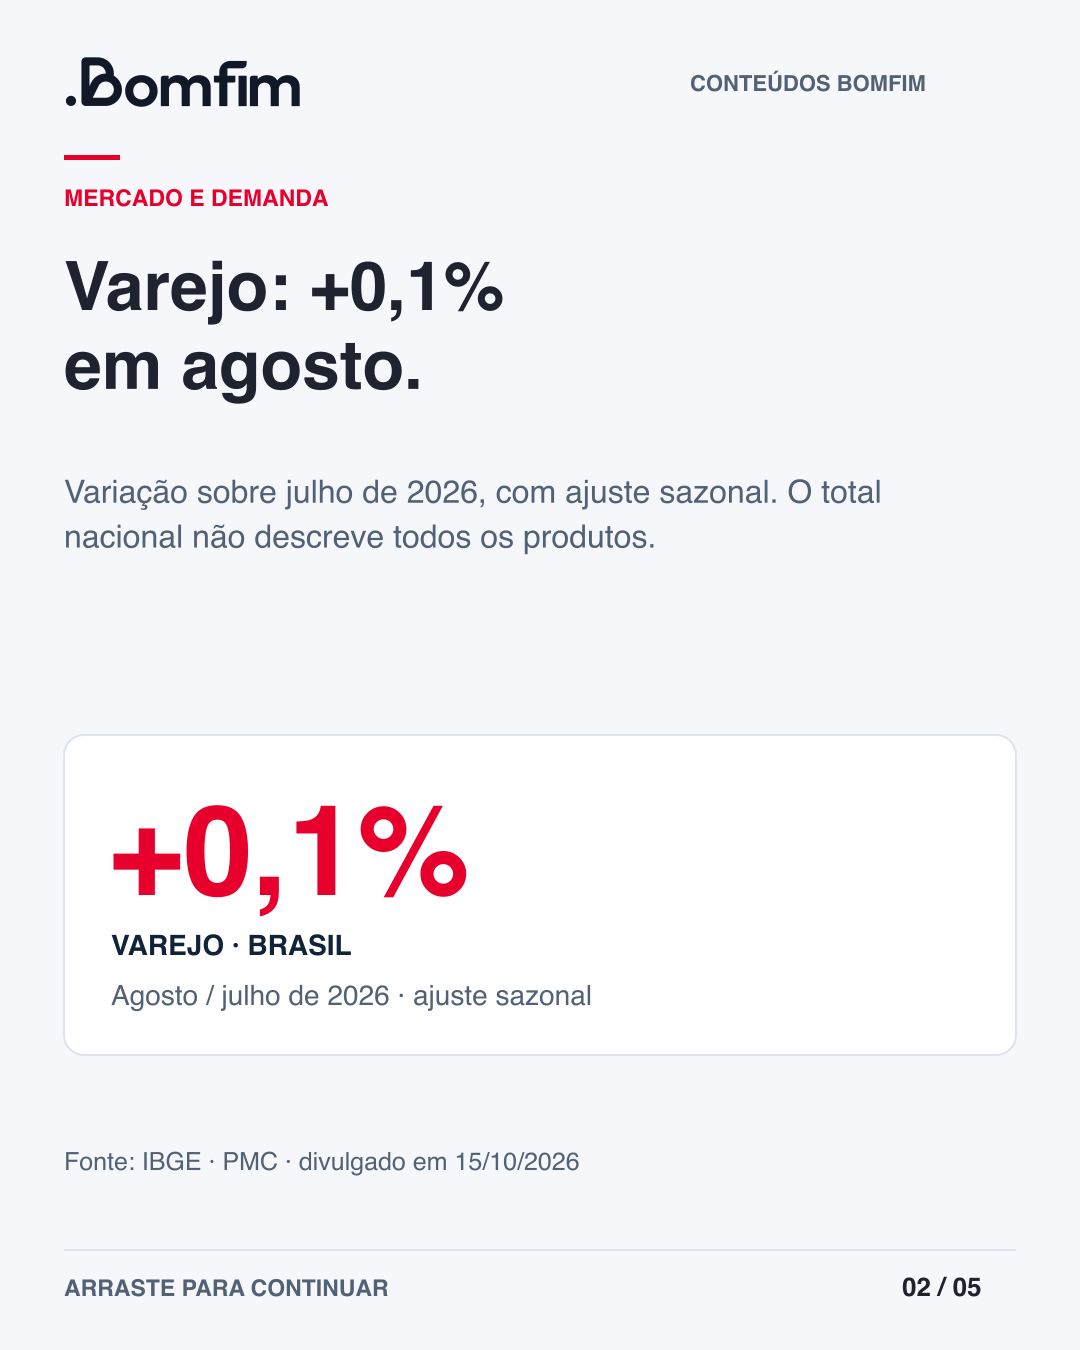 .Bomfim
CONTEÚDOS BOMFIM
MERCADO E DEMANDA
Varejo: +0,1%
em agosto.
Variação sobre julho de 2026, com ajuste sazonal. O total
nacional não descreve todos os produtos.
+0,1%
VAREJO · BRASIL
Agosto / julho de 2026 · ajuste sazonal
Fonte: IBGE · PMC · divulgado em 15/10/2026
ARRASTE PARA CONTINUAR
02 / 05